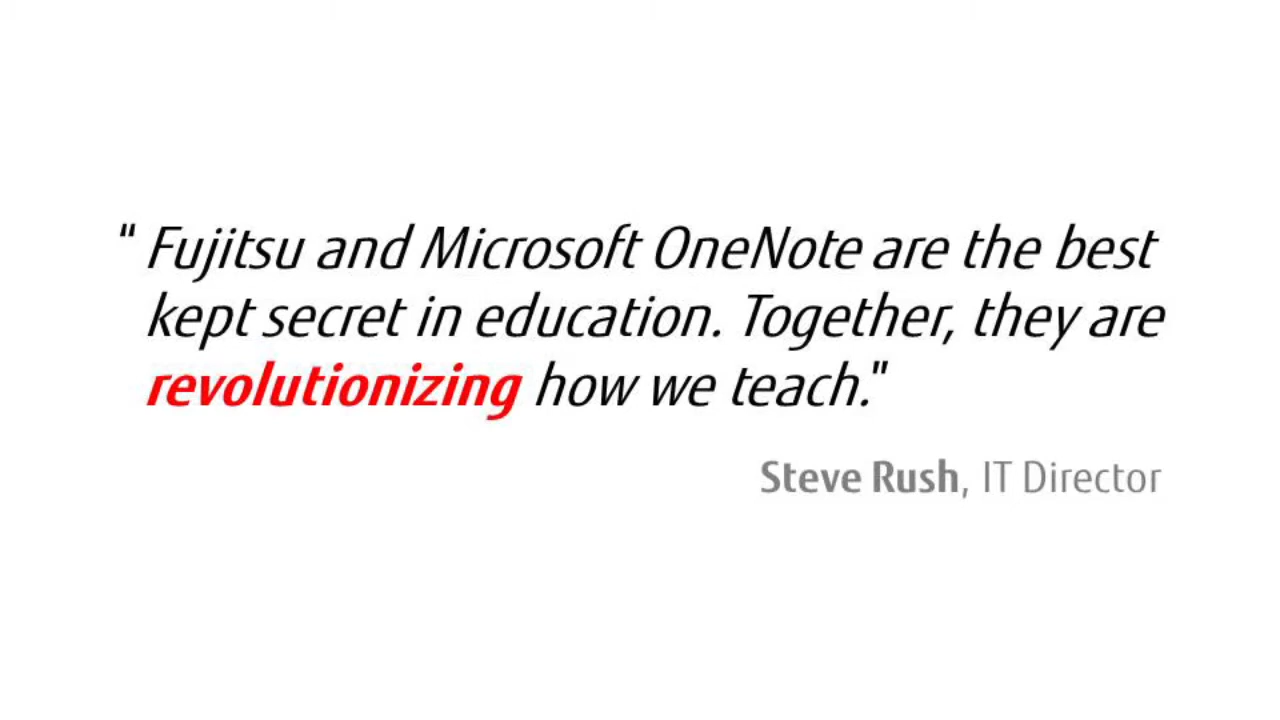 " Fujitsu and Microsoft OneNote are the best
kept secret in education. Together, they are
revolutionizing how we teach."
Steve Rush, IT Director